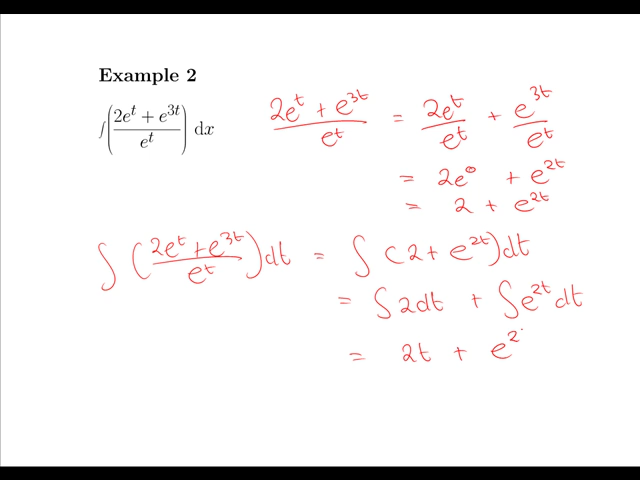 Example 2
∫((2e^t + e^{3t})/e^t) dx
(2e^t + e^{3t})/e^t = 2e^t/e^t + e^{3t}/e^t
= 2e^0 + e^{2t}
= 2 + e^{2t}
∫((2e^t + e^{3t})/e^t)dt = ∫(2 + e^{2t})dt
= ∫2dt + ∫e^{2t}dt
= 2t + e^2